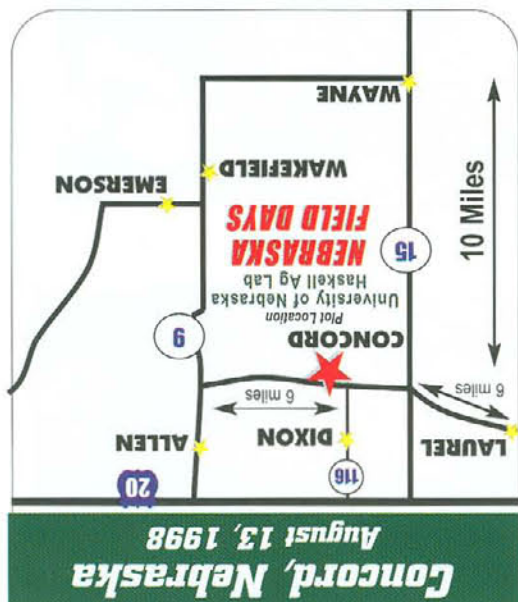 Concord, Nebraska
August 13, 1998
20
LAUREL
6 miles
116
DIXON
ALLEN
6 miles
CONCORD
Plot Location
University of Nebraska
Haskell Ag Lab
NEBRASKA
FIELD DAYS
9
15
10 Miles
WAKEFIELD
EMERSON
WAYNE